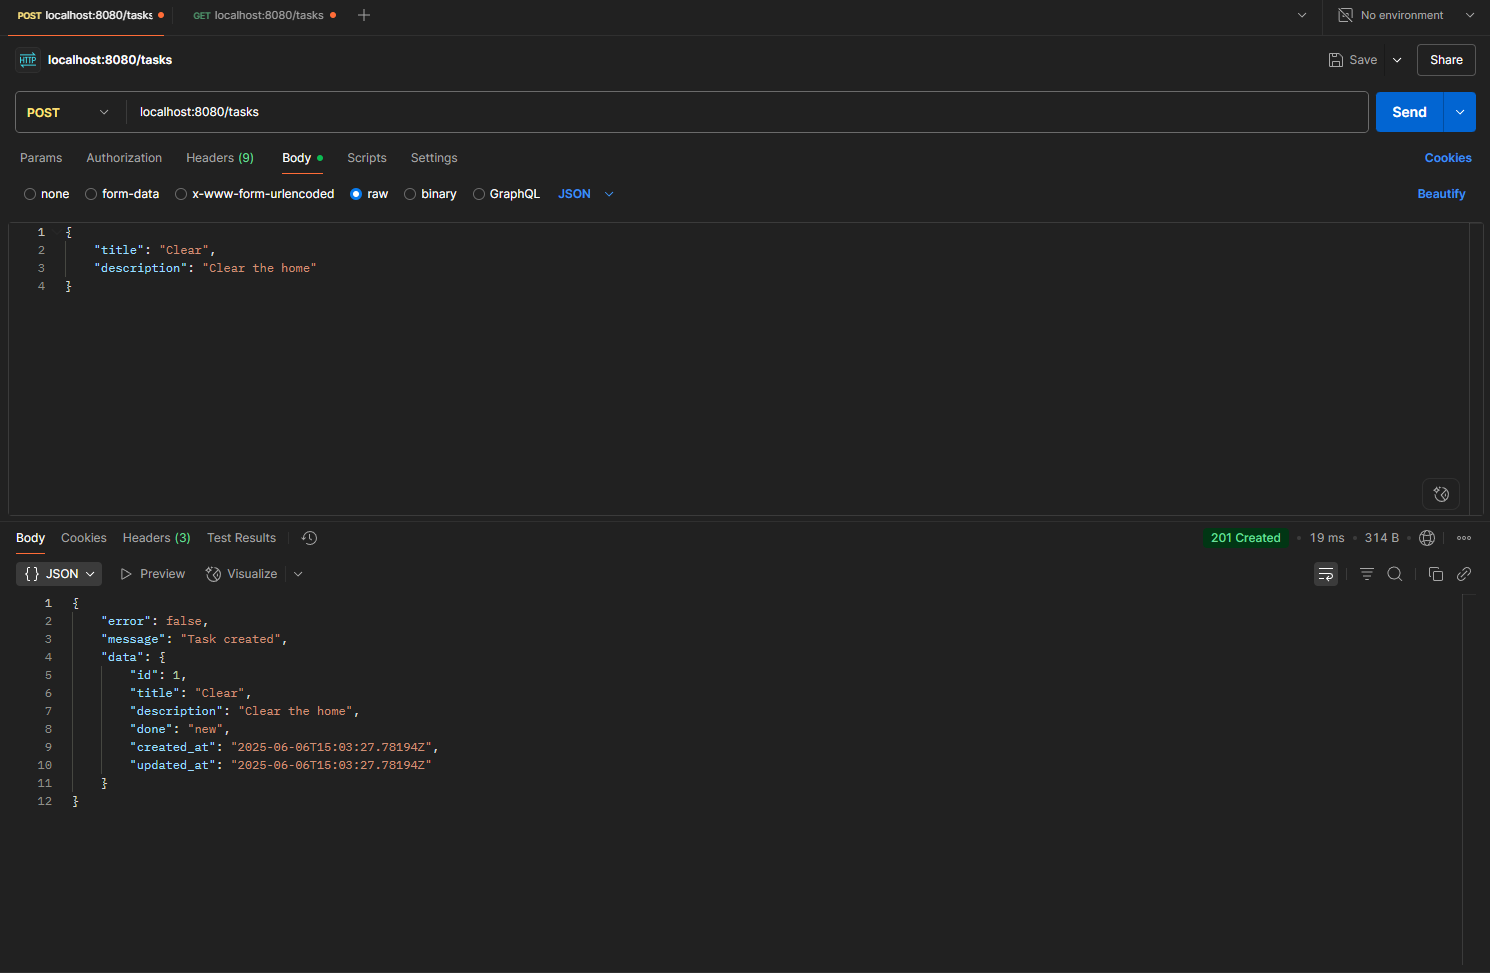 POST localhost:8080/tasks GET localhost:8080/tasks No environment
HTTP localhost:8080/tasks Save Share
POST localhost:8080/tasks Send
Params Authorization Headers (9) Body Scripts Settings Cookies
none form-data x-www-form-urlencoded raw binary GraphQL JSON Beautify
1 {
2 "title": "Clear",
3 "description": "Clear the home"
4 }
Body Cookies Headers (3) Test Results 201 Created 19 ms 314 B
{} JSON Preview Visualize
1 {
2 "error": false,
3 "message": "Task created",
4 "data": {
5 "id": 1,
6 "title": "Clear",
7 "description": "Clear the home",
8 "done": "new",
9 "created_at": "2025-06-06T15:03:27.78194Z",
10 "updated_at": "2025-06-06T15:03:27.78194Z"
11 }
12 }